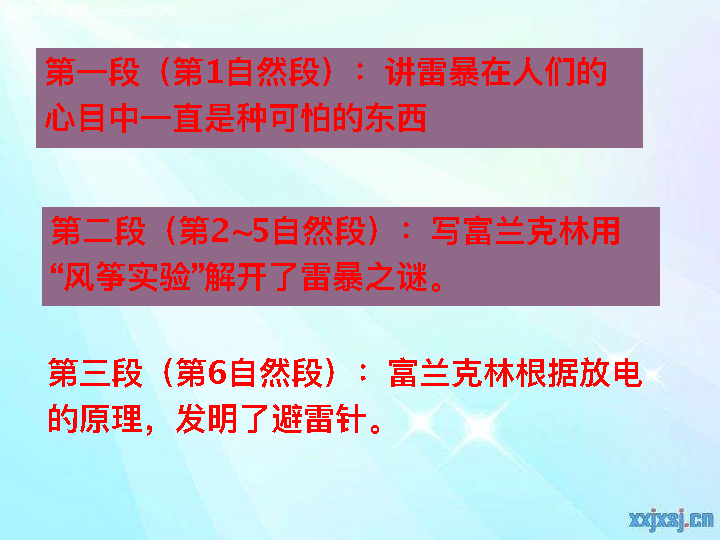 第一段（第1自然段）：讲雷暴在人们的
心目中一直是种可怕的东西
第二段（第2~5自然段）：写富兰克林用
“风筝实验”解开了雷暴之谜。
第三段（第6自然段）：富兰克林根据放电
的原理，发明了避雷针。
xxjxsj.cn